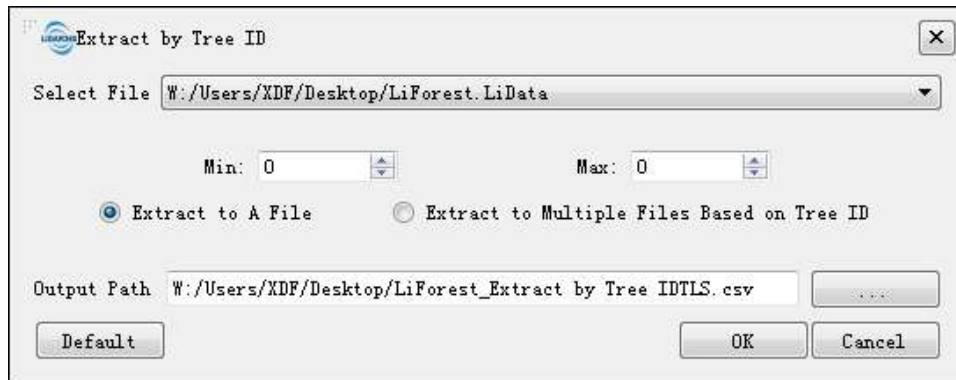 Extract by Tree ID
Select File W:/Users/XDF/Desktop/LiForest.LiData
Min: 0 Max: 0
Extract to A File Extract to Multiple Files Based on Tree ID
Output Path W:/Users/XDF/Desktop/LiForest_Extract by Tree IDTLS.csv ...
Default OK Cancel